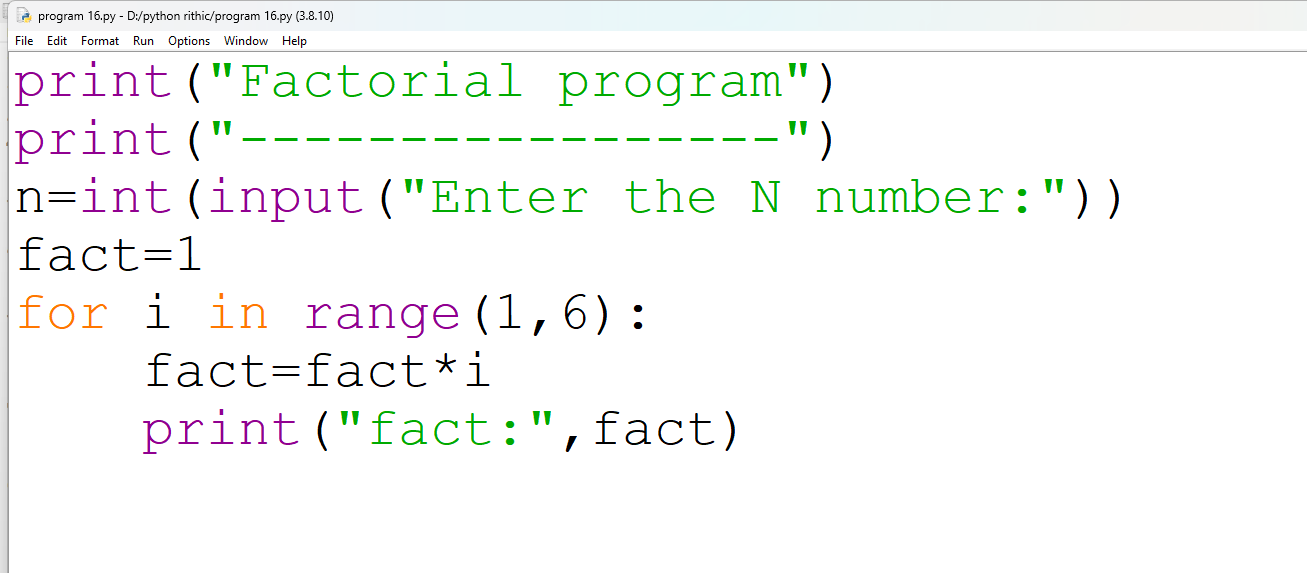 program 16.py - D:/python rithic/program 16.py (3.8.10)
File Edit Format Run Options Window Help
print("Factorial program")
print("-----------------")
n=int(input("Enter the N number:"))
fact=1
for i in range(1,6):
    fact=fact*i
    print("fact:",fact)